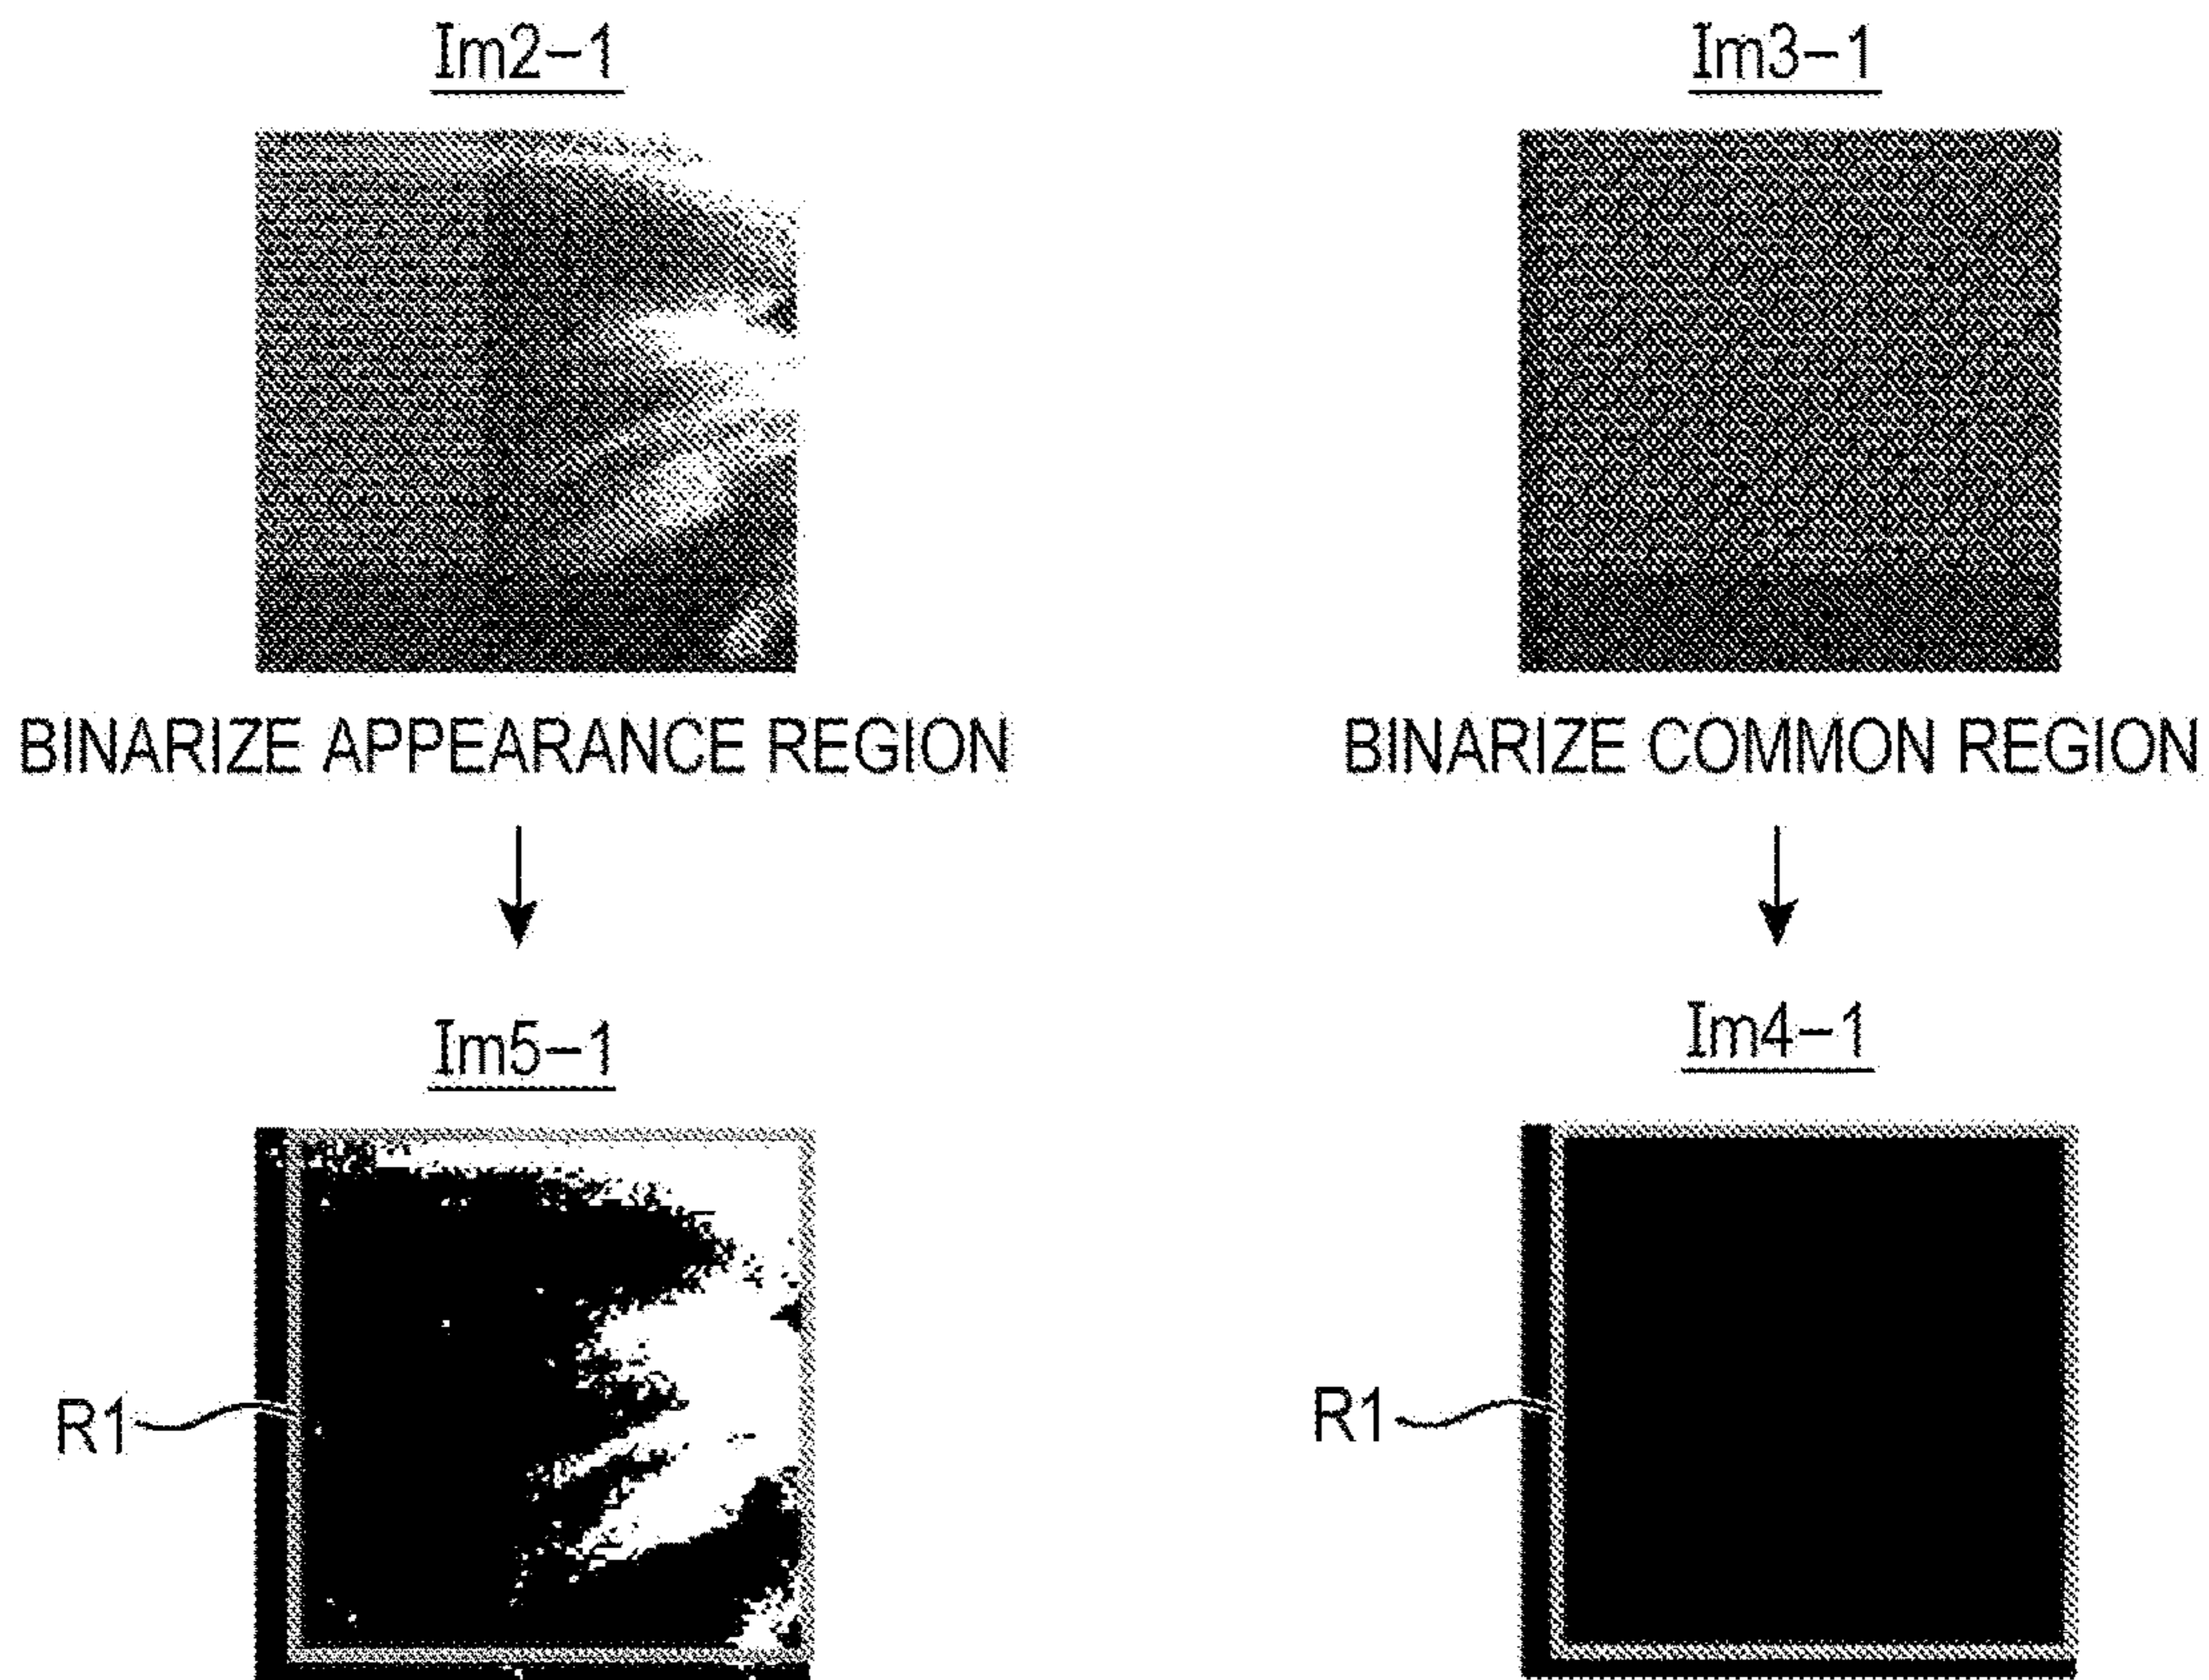 Im2-1
Im3-1
BINARIZE APPEARANCE REGION
BINARIZE COMMON REGION
Im5-1
Im4-1
R1
R1